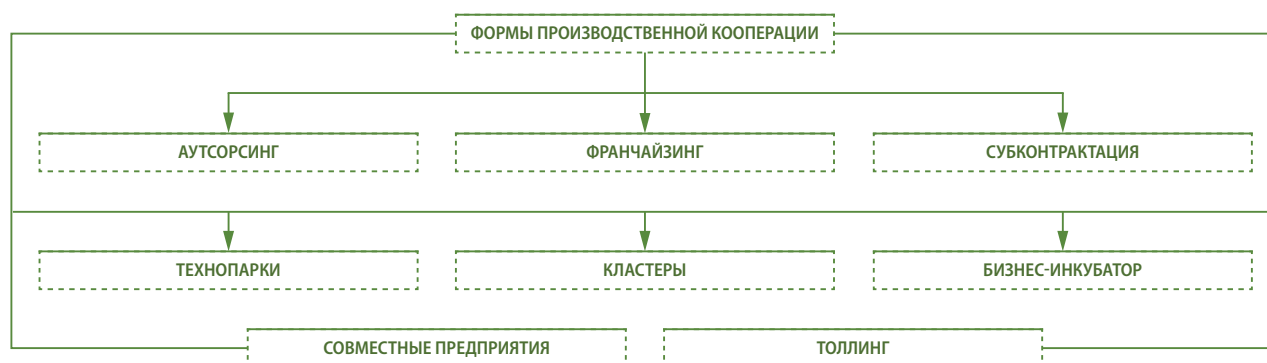 ФОРМЫ ПРОИЗВОДСТВЕННОЙ КООПЕРАЦИИ
АУТСОРСИНГ
ФРАНЧАЙЗИНГ
СУБКОНТРАКТАЦИЯ
ТЕХНОПАРКИ
КЛАСТЕРЫ
БИЗНЕС-ИНКУБАТОР
СОВМЕСТНЫЕ ПРЕДПРИЯТИЯ
ТОЛЛИНГ